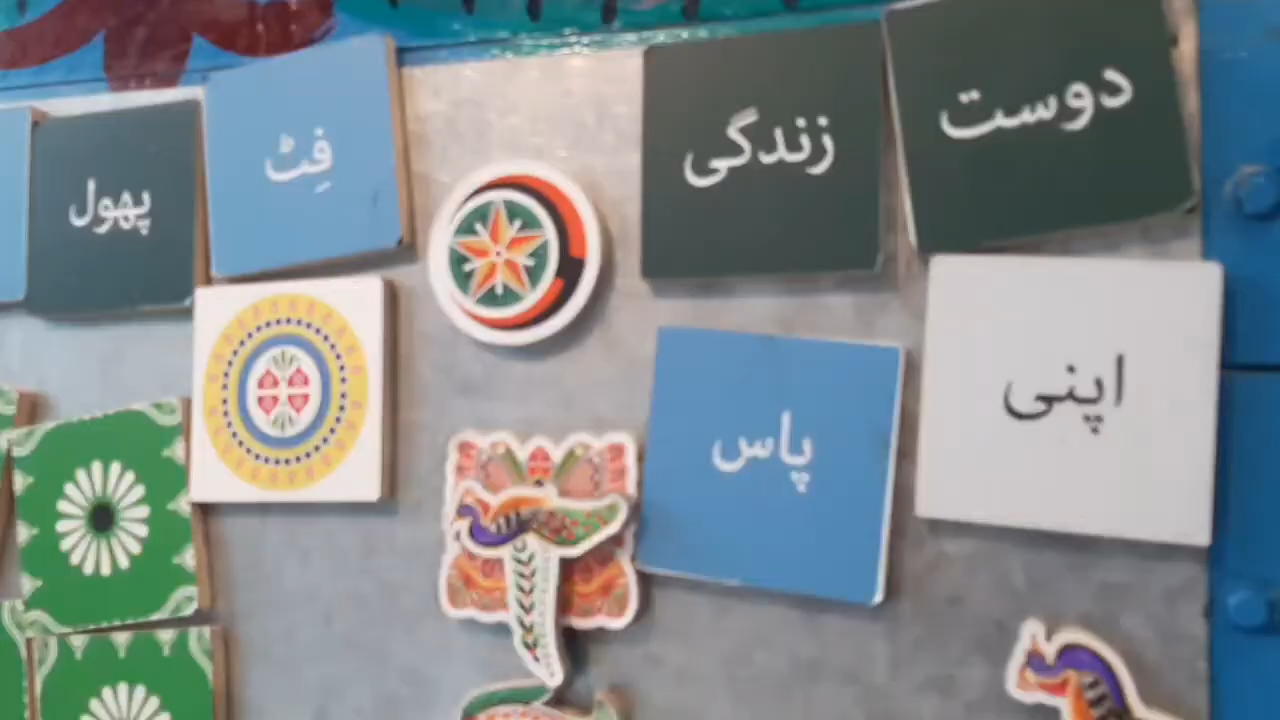 دوست
زندگی
فِٹ
پھول
اپنی
پاس